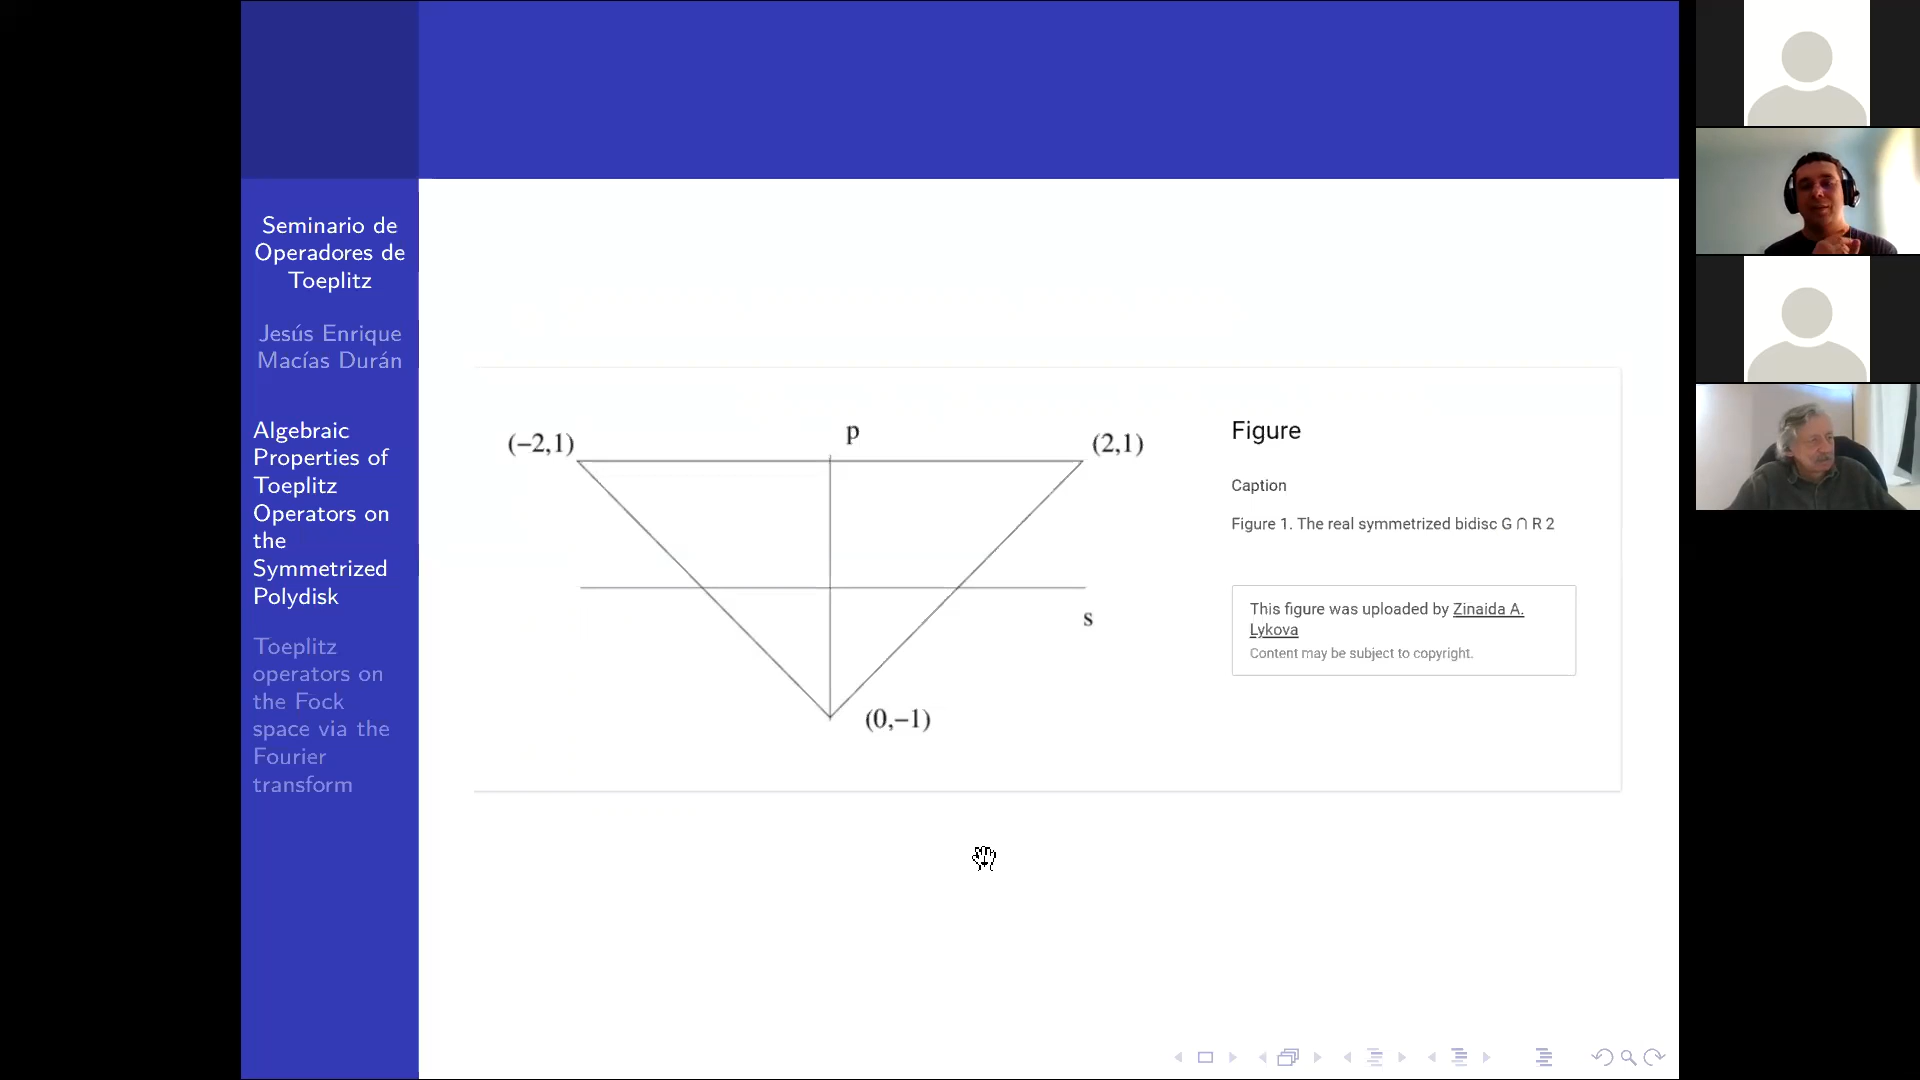 Seminario de
Operadores de
Toeplitz
Jesús Enrique
Macías Durán
Algebraic
Properties of
Toeplitz
Operators on
the
Symmetrized
Polydisk
Toeplitz
operators on
the Fock
space via the
Fourier
transform
(−2,1)
p
(2,1)
s
(0,−1)
Figure
Caption
Figure 1. The real symmetrized bidisc G ∩ R 2
This figure was uploaded by Zinaida A.
Lykova
Content may be subject to copyright.